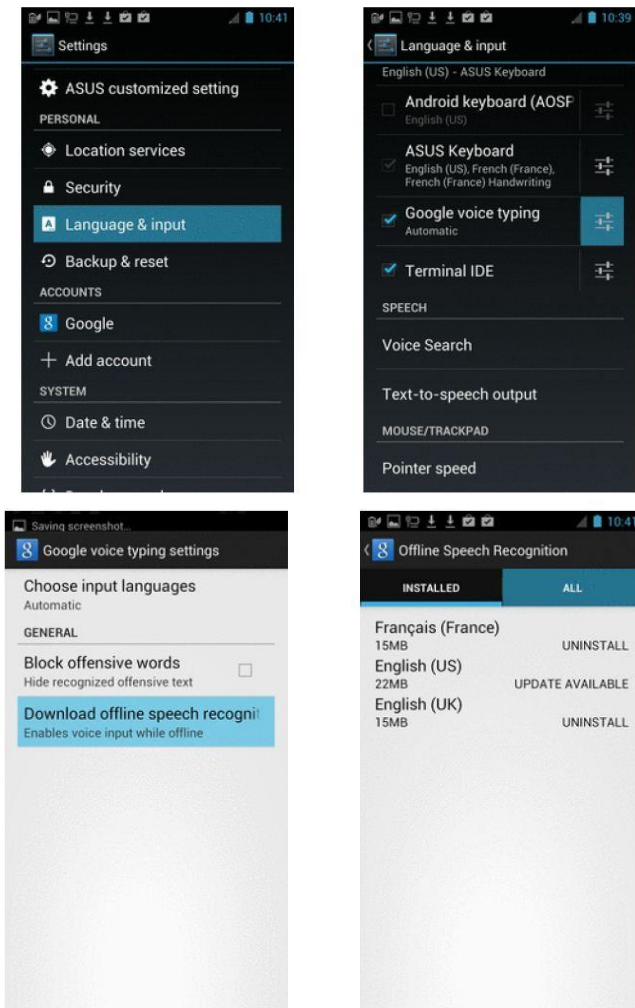 10:41
Settings
ASUS customized setting
PERSONAL
Location services
Security
A Language & input
Backup & reset
ACCOUNTS
8 Google
Add account
SYSTEM
Date & time
Accessibility
10:39
Language & input
English (US) - ASUS Keyboard
Android keyboard (AOSP
English (US)
ASUS Keyboard
English (US), French (France),
French (France) Handwriting
Google voice typing
Automatic
Terminal IDE
SPEECH
Voice Search
Text-to-speech output
MOUSE/TRACKPAD
Pointer speed
Saving screenshot...
8 Google voice typing settings
Choose input languages
Automatic
GENERAL
Block offensive words
Hide recognized offensive text
Download offline speech recognit
Enables voice input while offline
10:41
8 Offline Speech Recognition
INSTALLED ALL
Français (France)
15MB UNINSTALL
English (US)
22MB UPDATE AVAILABLE
English (UK)
15MB UNINSTALL